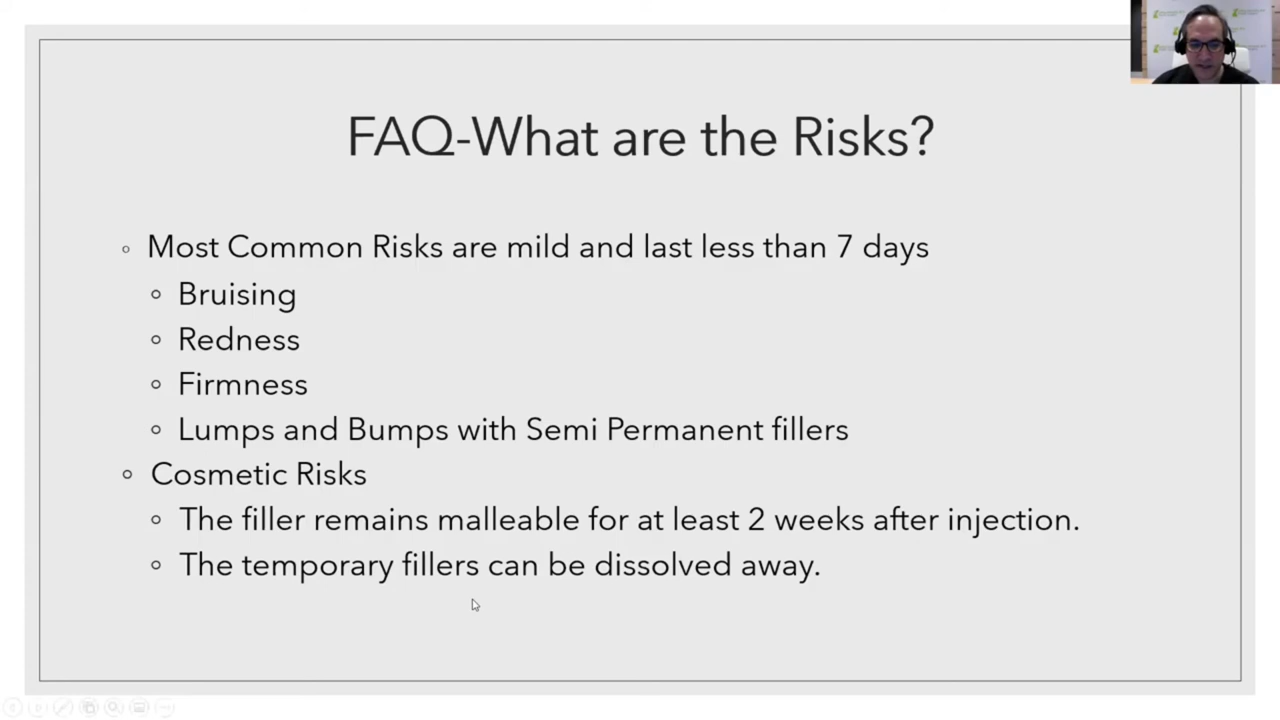 FAQ-What are the Risks?
Most Common Risks are mild and last less than 7 days
Bruising
Redness
Firmness
Lumps and Bumps with Semi Permanent fillers
Cosmetic Risks
The filler remains malleable for at least 2 weeks after injection.
The temporary fillers can be dissolved away.